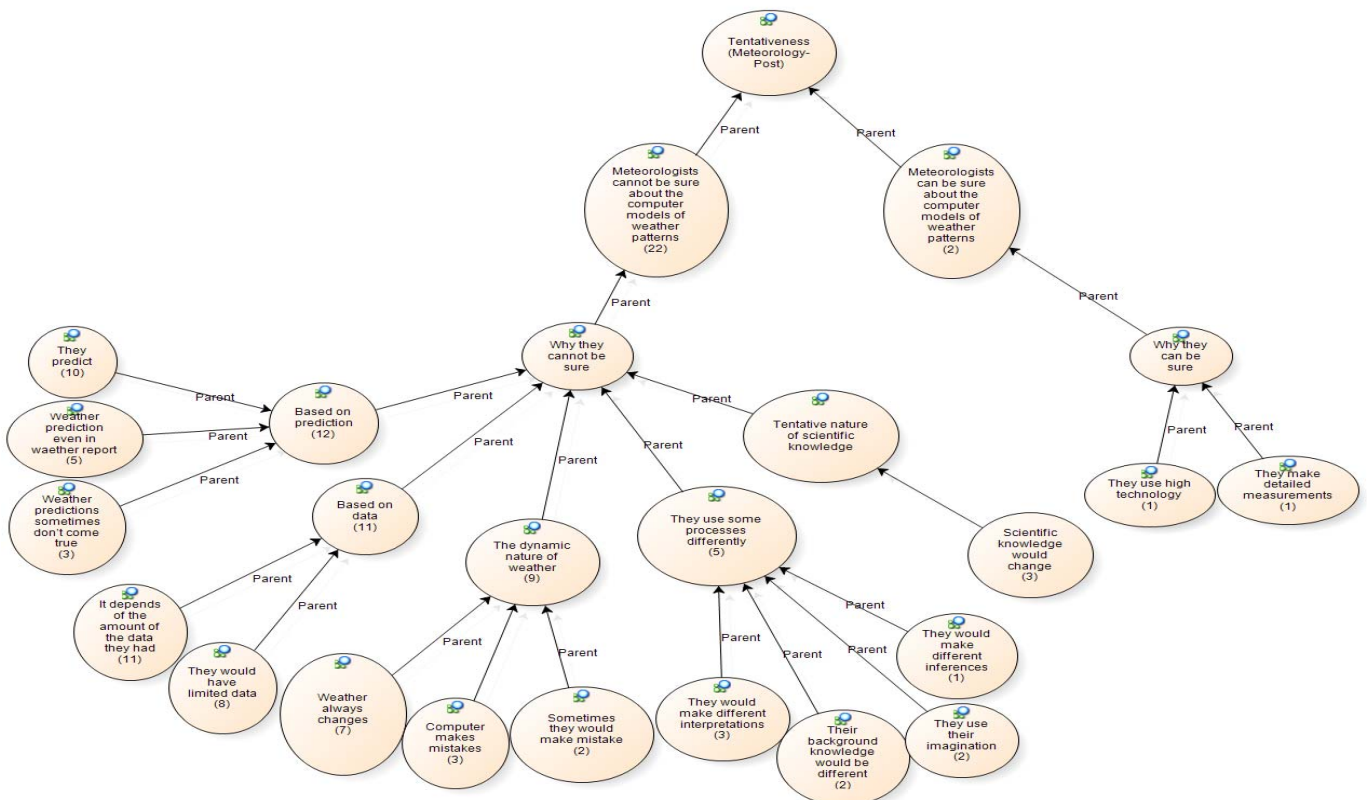 Tentativeness
(Meteorology-
Post)
Parent
Parent
Meteorologists
cannot be sure
about the
computer
models of
weather
patterns
(22)
Meteorologists
can be sure
about the
computer
models of
weather
patterns
(2)
Parent
Parent
Why they
cannot be
sure
Why they
can be
sure
They
predict
(10)
Parent
Weather
prediction
even in
waether report
(5)
Parent
Weather
predictions
sometimes
don't come
true
(3)
Parent
Based on
prediction
(12)
Parent
Based on
data
(11)
Parent
The dynamic
nature of
weather
(9)
Parent
They use some
processes
differently
(5)
Parent
Tentative nature
of scientific
knowledge
Parent
Scientific
knowledge
would
change
(3)
Parent
Parent
They use high
technology
(1)
They make
detailed
measurements
(1)
It depends
of the
amount of
the data
they had
(11)
Parent
They would
have
limited data
(8)
Parent
Weather
always
changes
(7)
Parent
Computer
makes
mistakes
(3)
Sometimes
they would
make mistake
(2)
Parent
They would
make different
interpretations
(3)
Parent
Their
background
knowledge
would be
different
(2)
Parent
They use
their
imagination
(2)
Parent
They would
make
different
inferences
(1)
Parent